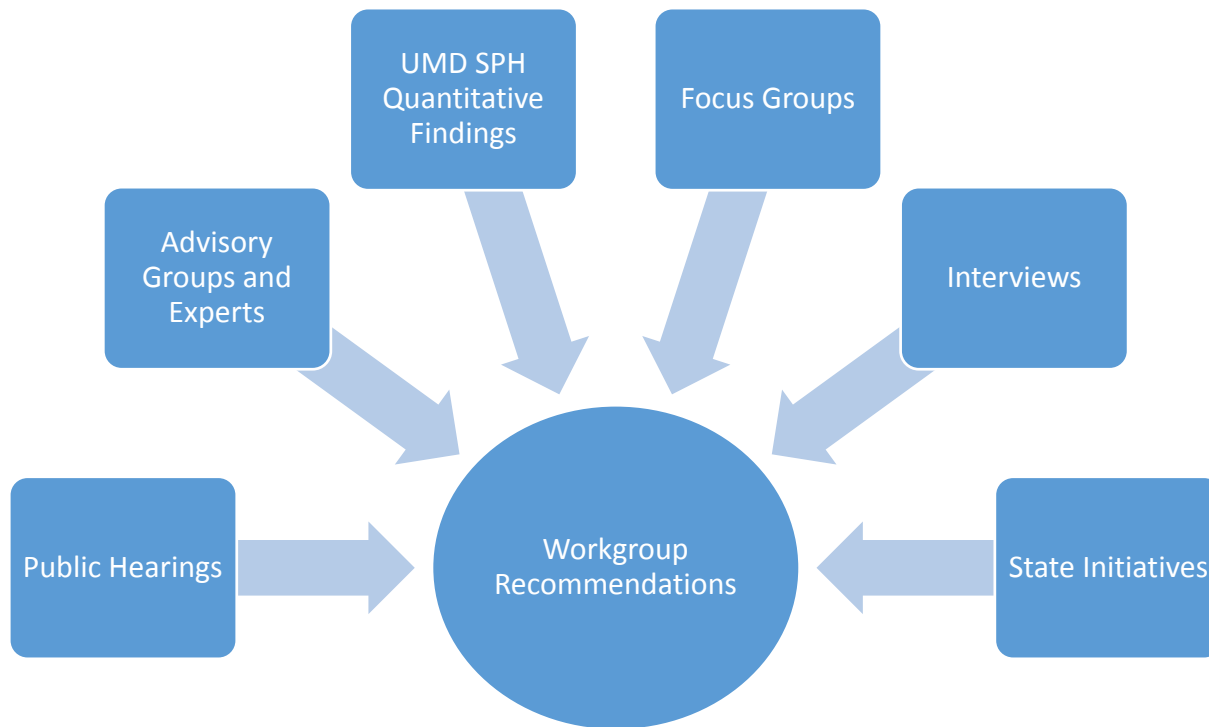 UMD SPH
Quantitative
Findings
Focus Groups
Advisory
Groups and
Experts
Interviews
Public Hearings
Workgroup
Recommendations
State Initiatives